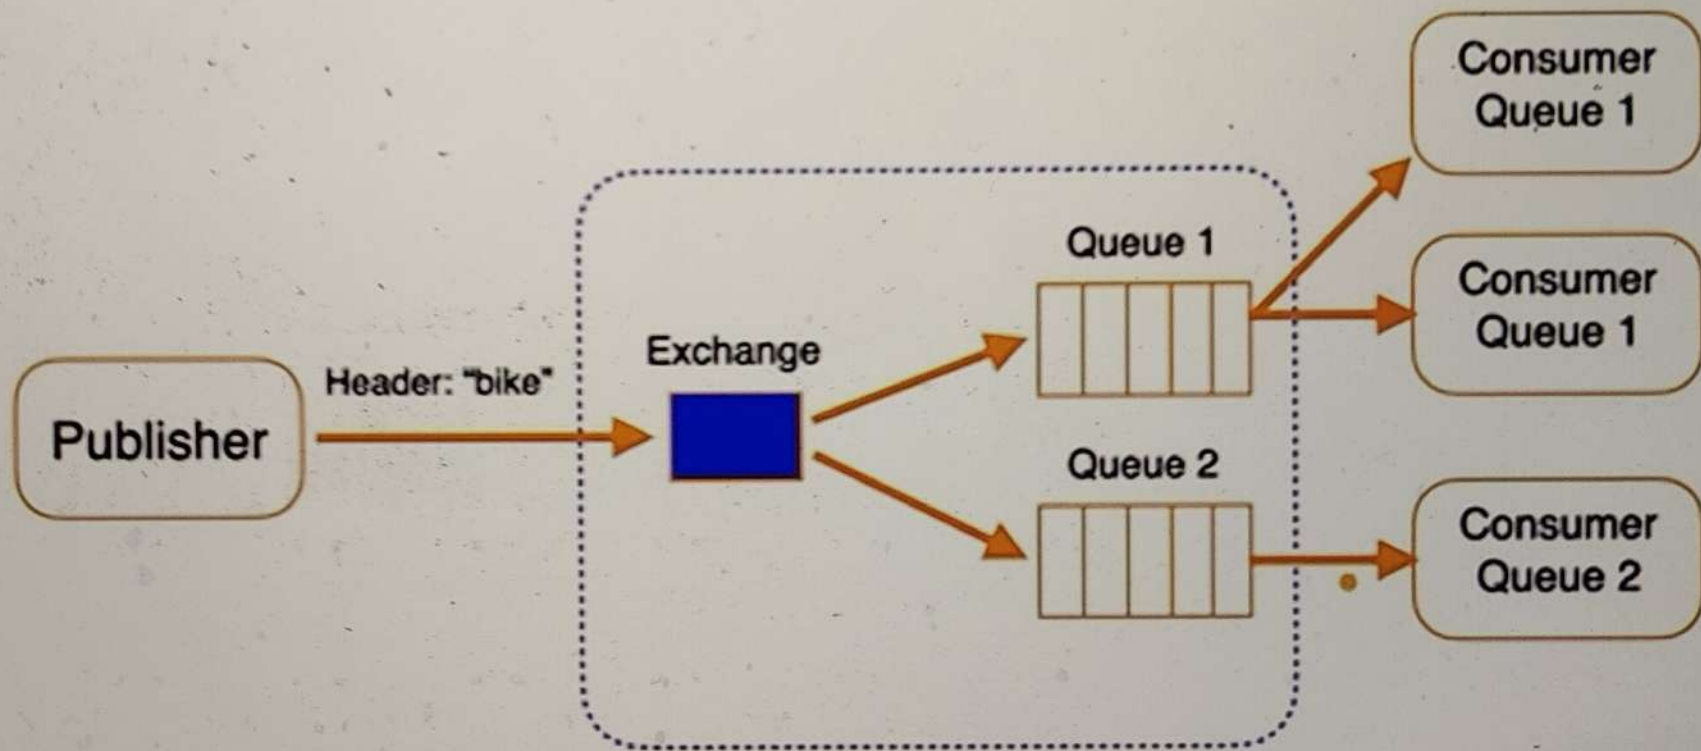 Consumer
Queue 1
Queue 1
Consumer
Queue 1
Exchange
Header: "bike"
Publisher
Queue 2
Consumer
Queue 2